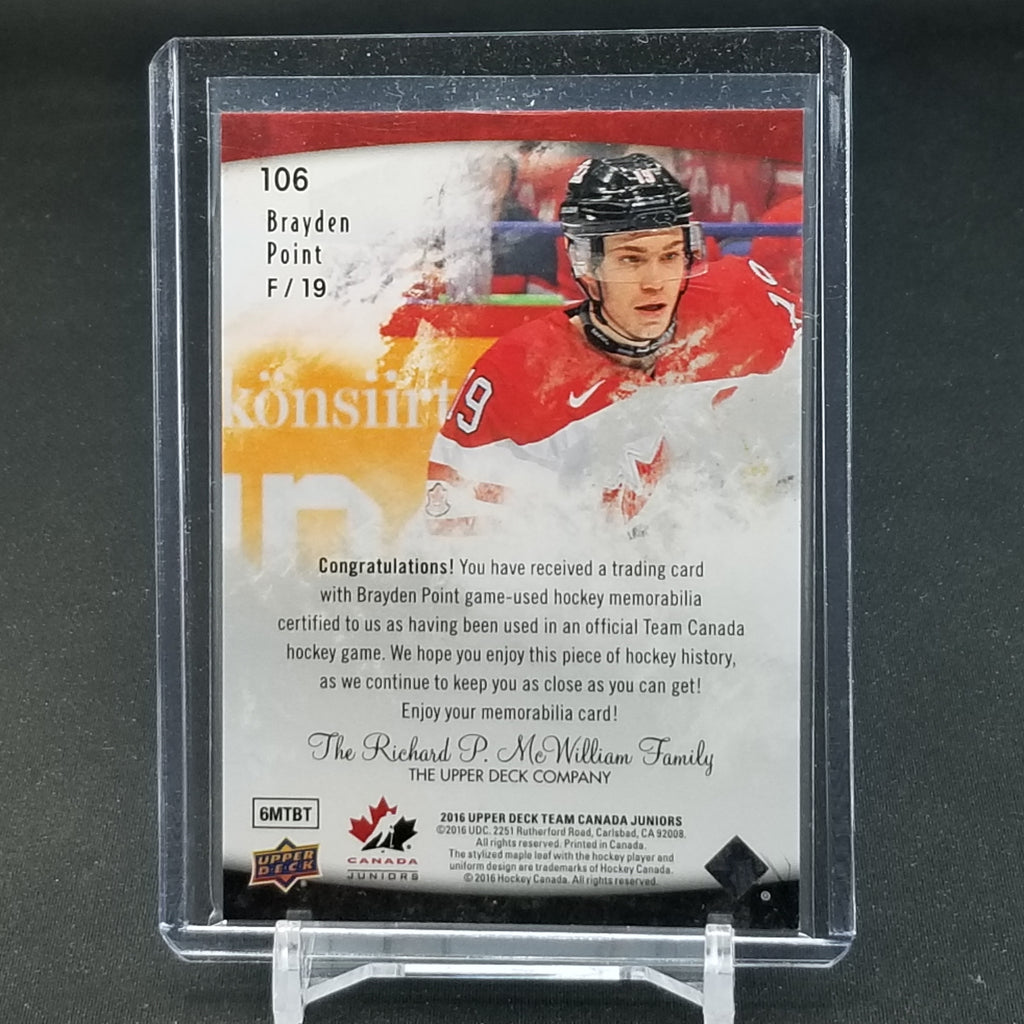 106
Brayden
Point
F / 19
19
19
19
könsiirt
Congratulations! You have received a trading card
with Brayden Point game-used hockey memorabilia
certified to us as having been used in an official Team Canada
hockey game. We hope you enjoy this piece of hockey history,
as we continue to keep you as close as you can get!
Enjoy your memorabilia card!
The Richard P. McWilliam Family
THE UPPER DECK COMPANY
6MTBT
UPPER
DECK
CANADA
JUNIORS
2016 UPPER DECK TEAM CANADA JUNIORS
©2016 UDC. 2251 Rutherford Road, Carlsbad, CA 92008.
All rights reserved. Printed in Canada.
The stylized maple leaf with the hockey player and
uniform design are trademarks of Hockey Canada.
© 2016 Hockey Canada. All rights reserved.